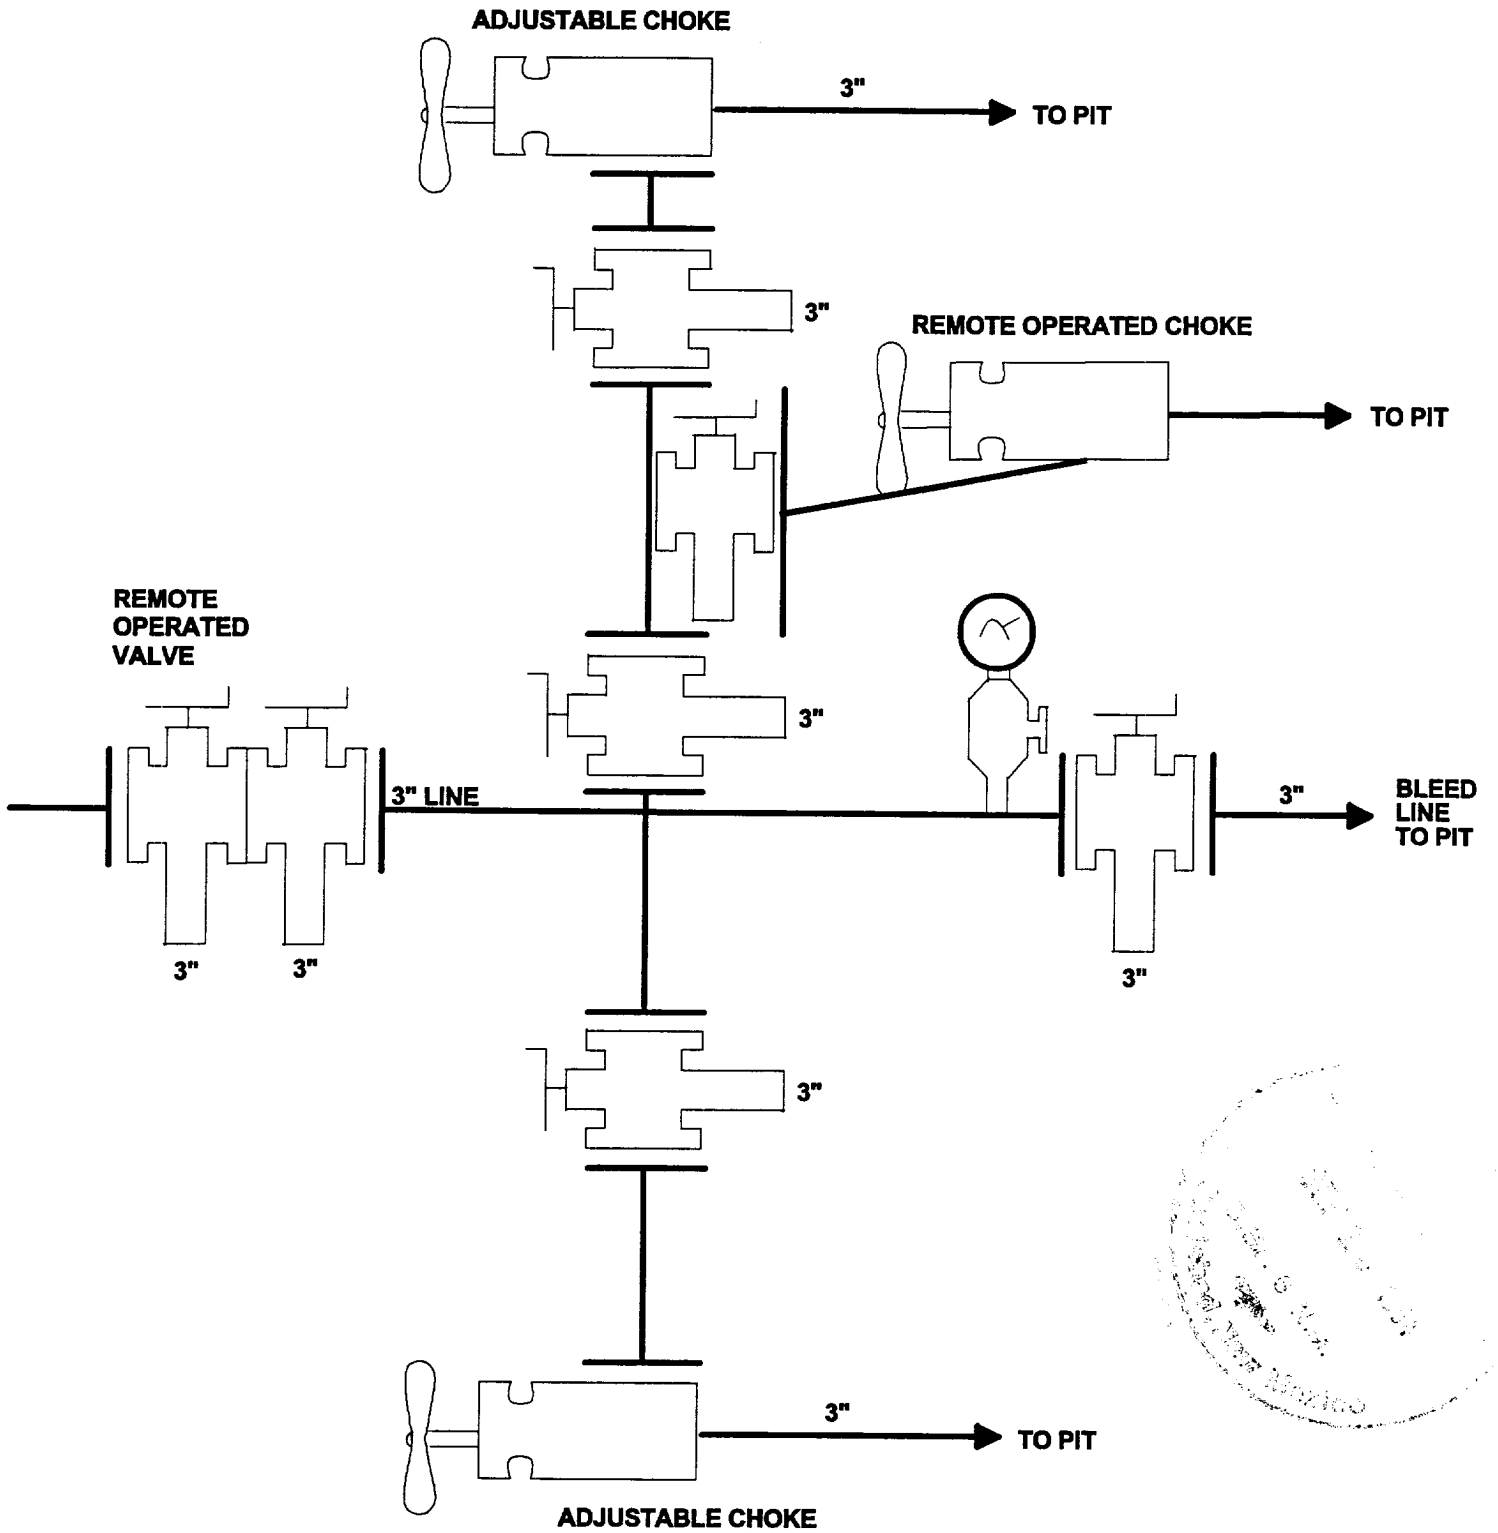 ADJUSTABLE CHOKE
3"
TO PIT
3"
REMOTE OPERATED CHOKE
TO PIT
REMOTE
OPERATED
VALVE
3"
3" LINE
3"
BLEED
LINE
TO PIT
3"
3"
3"
3"
3"
TO PIT
ADJUSTABLE CHOKE